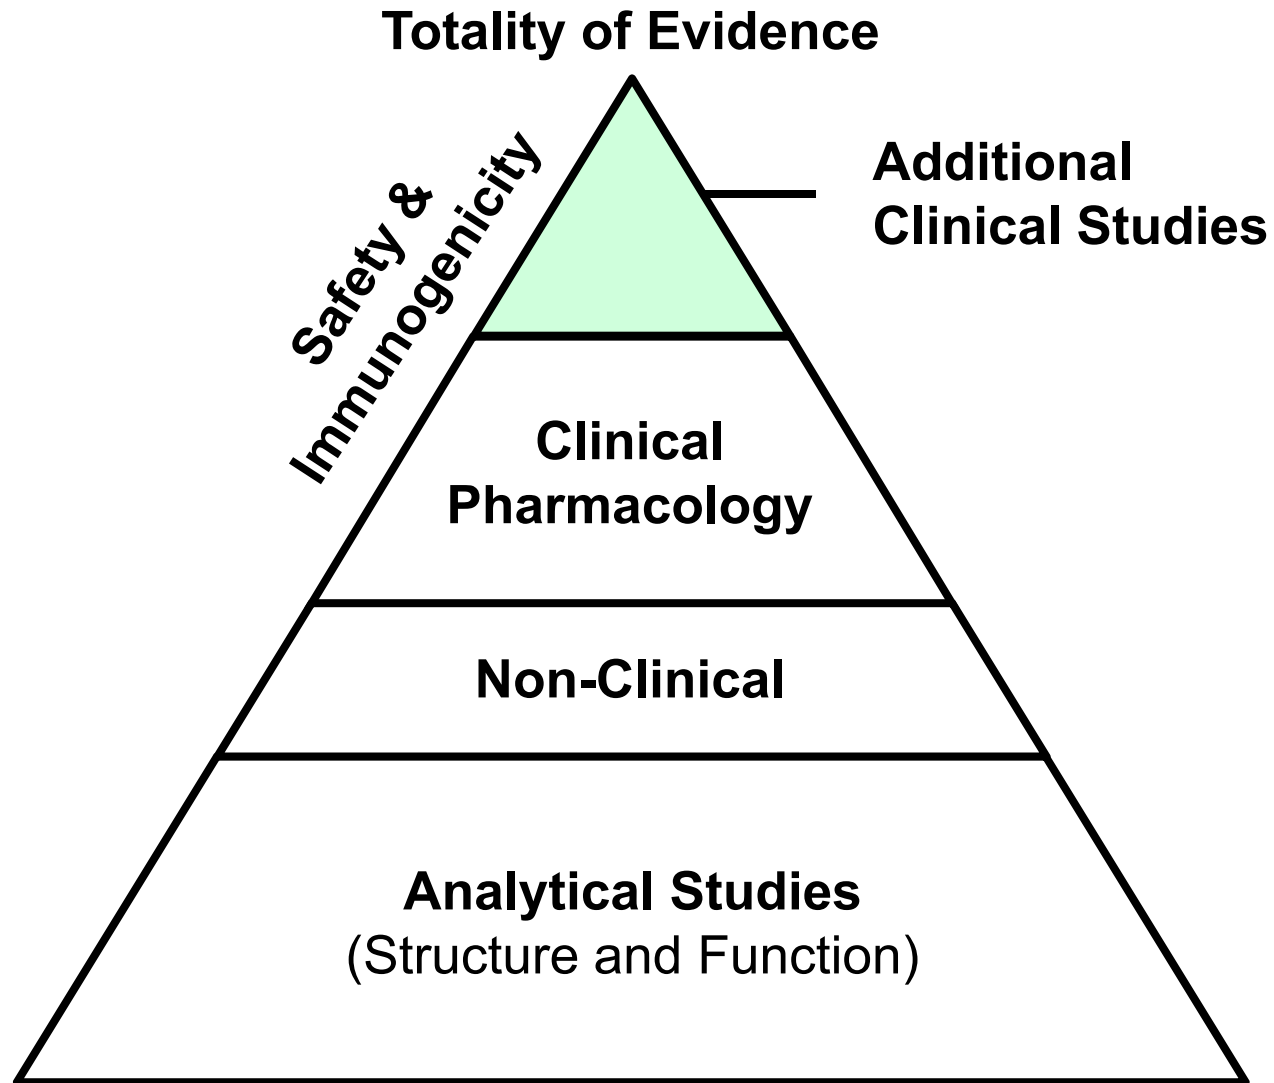 Totality of Evidence
Safety &
Immunogenicity
Additional
Clinical Studies
Clinical
Pharmacology
Non-Clinical
Analytical Studies
(Structure and Function)